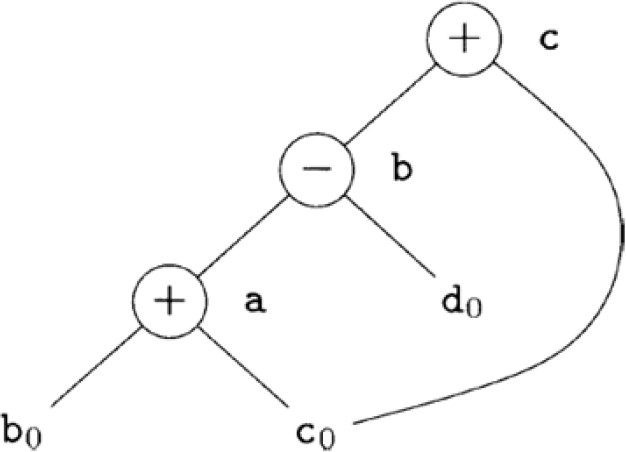 + c
− b
+ a
d₀
b₀ c₀